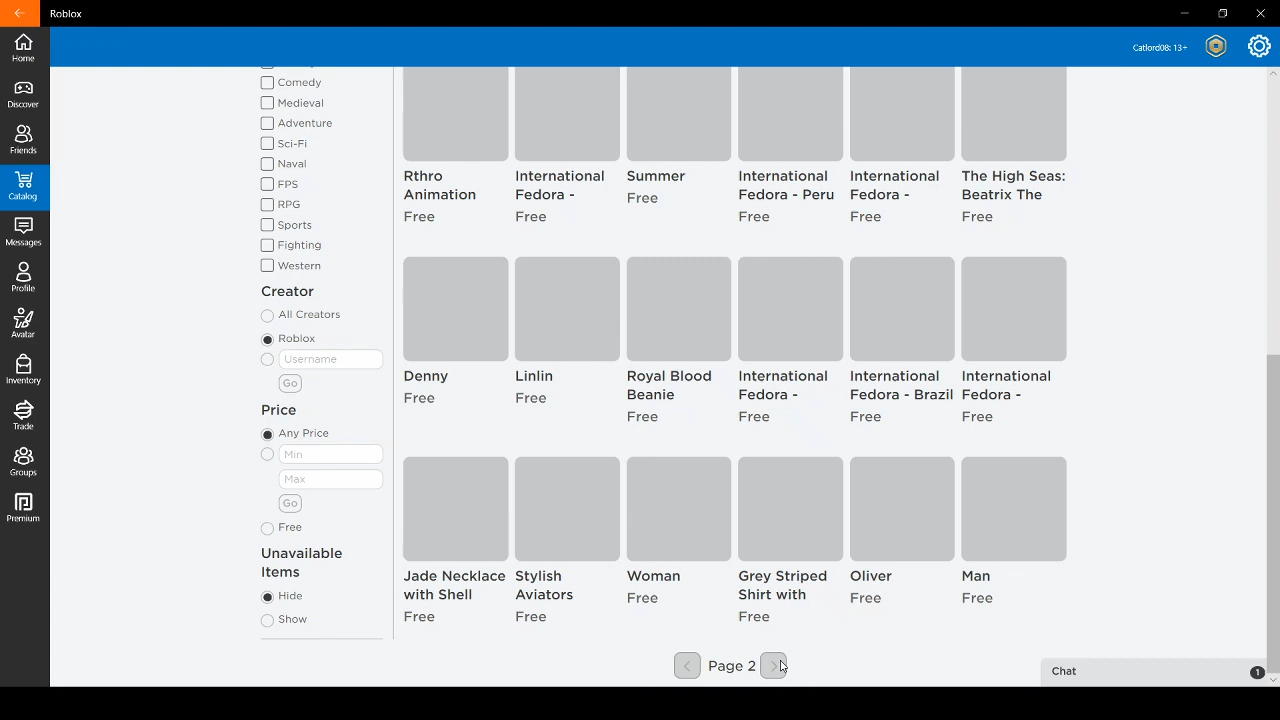 Roblox
Catlord08: 13+
Home
Discover
Friends
Catalog
Messages
Profile
Avatar
Inventory
Trade
Groups
Premium
Comedy
Medieval
Adventure
Sci-Fi
Naval
FPS
RPG
Sports
Fighting
Western
Creator
All Creators
Roblox
Username
Go
Price
Any Price
Min
Max
Go
Free
Unavailable
Items
Hide
Show
Rthro
Animation
Free
International
Fedora -
Free
Summer
Free
International
Fedora - Peru
Free
International
Fedora -
Free
The High Seas:
Beatrix The
Free
Denny
Free
Linlin
Free
Royal Blood
Beanie
Free
International
Fedora -
Free
International
Fedora - Brazil
Free
International
Fedora -
Free
Jade Necklace
with Shell
Free
Stylish
Aviators
Free
Woman
Free
Grey Striped
Shirt with
Free
Oliver
Free
Man
Free
Page 2
Chat
1